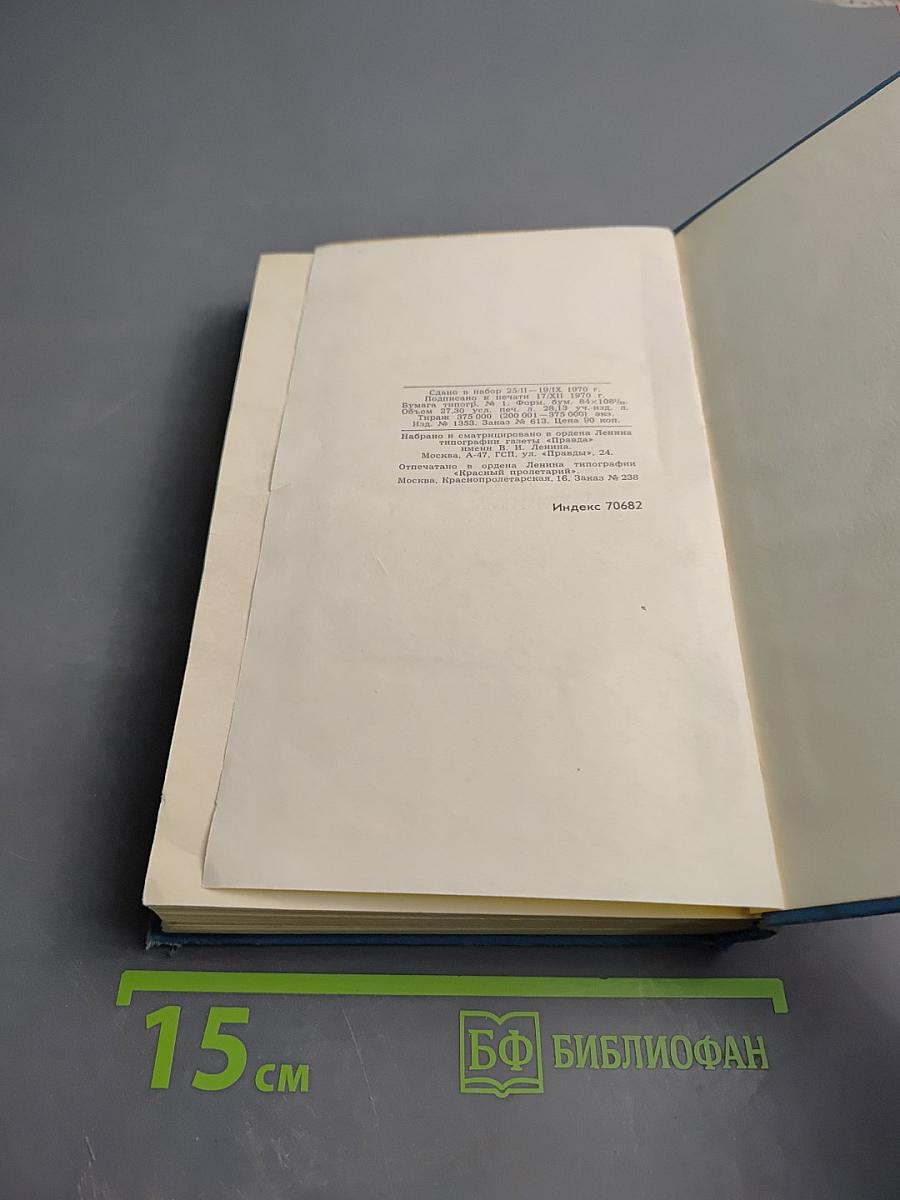 Сдано в набор 25/II—19/IX 1970 г.
Подписано к печати 17/XII 1970 г.
Бумага типогр. № 1. Форм. бум. 84×108¹/₃₂.
Объем 27,30 усл. печ. л. 28,13 уч.-изд. л.
Тираж 375 000 (200 001—375 000) экз.
Изд. № 1353. Заказ № 613. Цена 90 коп.
Набрано и сматрицировано в ордена Ленина
типографии газеты «Правда»
имени В. И. Ленина.
Москва, А-47, ГСП, ул. «Правды», 24.
Отпечатано в ордена Ленина типографии
«Красный пролетарий».
Москва, Краснопролетарская, 16. Заказ № 238
Индекс 70682
15 см
БФ БИБЛИОФАН